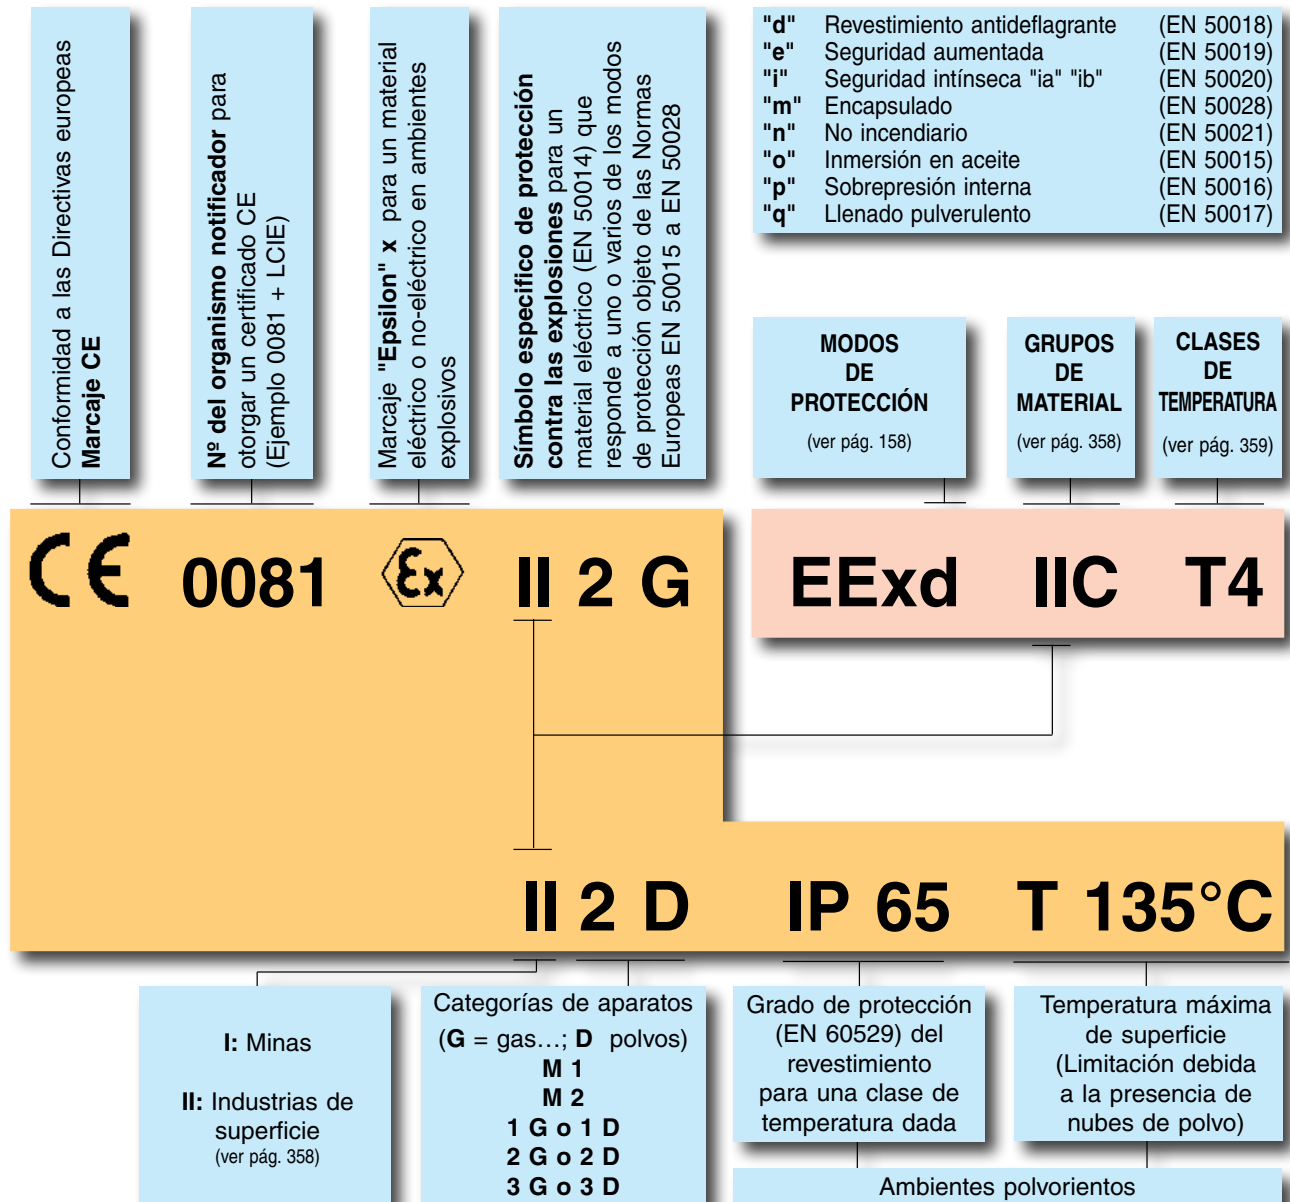 Conformidad a las Directivas europeas
Marcaje CE
Nº del organismo notificador para
otorgar un certificado CE
(Ejemplo 0081 + LCIE)
Marcaje "Epsilon" x para un material
eléctrico o no-eléctrico en ambientes
explosivos
Símbolo especifico de protección
contra las explosiones para un
material eléctrico (EN 50014) que
responde a uno o varios de los modos
de protección objeto de las Normas
Europeas EN 50015 a EN 50028
"d" Revestimiento antideflagrante (EN 50018)
"e" Seguridad aumentada (EN 50019)
"i" Seguridad intínseca "ia" "ib" (EN 50020)
"m" Encapsulado (EN 50028)
"n" No incendiario (EN 50021)
"o" Inmersión en aceite (EN 50015)
"p" Sobrepresión interna (EN 50016)
"q" Llenado pulverulento (EN 50017)
MODOS
DE
PROTECCIÓN
(ver pág. 158)
GRUPOS
DE
MATERIAL
(ver pág. 358)
CLASES
DE
TEMPERATURA
(ver pág. 359)
CE 0081 Ex II 2 G EExd IIC T4
II 2 D IP 65 T 135°C
I: Minas
II: Industrias de
superficie
(ver pág. 358)
Categorías de aparatos
(G = gas...; D polvos)
M 1
M 2
1 G o 1 D
2 G o 2 D
3 G o 3 D
Grado de protección
(EN 60529) del
revestimiento
para una clase de
temperatura dada
Temperatura máxima
de superficie
(Limitación debida
a la presencia de
nubes de polvo)
Ambientes polvorientos